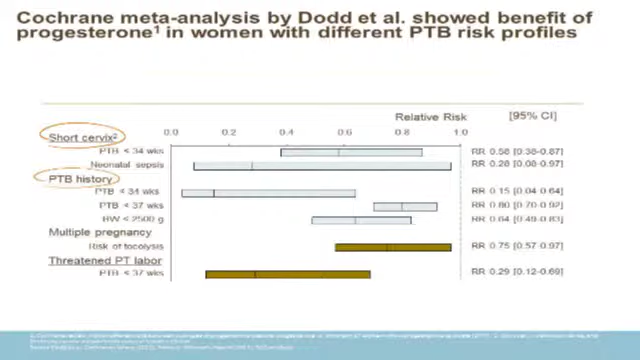 Cochrane meta-analysis by Dodd et al. showed benefit of
progesterone¹ in women with different PTB risk profiles
Relative Risk [95% CI]
Short cervix² 0.0 0.2 0.4 0.6 0.8 1.0
PTB < 34 wks RR 0.58 [0.38-0.87]
Neonatal sepsis RR 0.28 [0.08-0.97]
PTB history
PTB < 34 wks RR 0.15 [0.04-0.64]
PTB < 37 wks RR 0.80 [0.70-0.92]
BW < 2500 g RR 0.64 [0.49-0.83]
Multiple pregnancy
Risk of tocolysis RR 0.75 [0.57-0.97]
Threatened PT labor
PTB < 37 wks RR 0.29 [0.12-0.69]